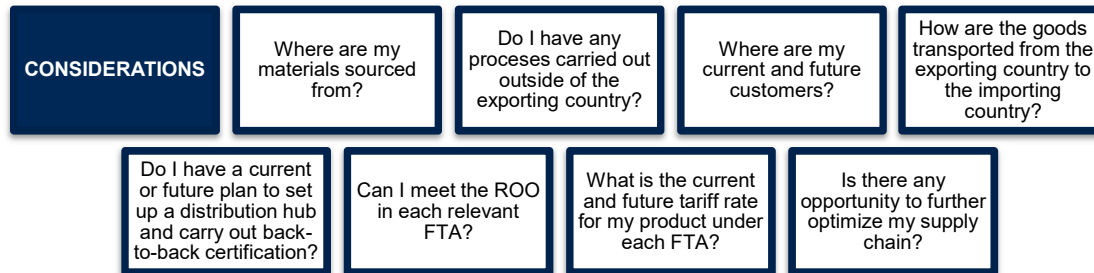 CONSIDERATIONS
Where are my
materials sourced
from?
Do I have any
proceses carried out
outside of the
exporting country?
Where are my
current and future
customers?
How are the goods
transported from the
exporting country to
the importing
country?
Do I have a current
or future plan to set
up a distribution hub
and carry out back-
to-back certification?
Can I meet the ROO
in each relevant
FTA?
What is the current
and future tariff rate
for my product under
each FTA?
Is there any
opportunity to further
optimize my supply
chain?